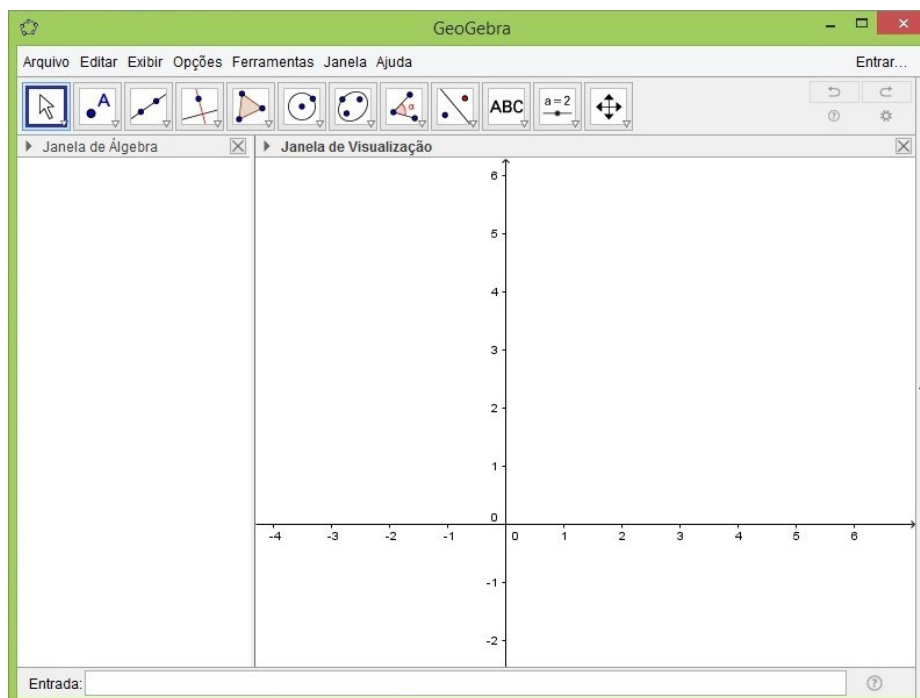 GeoGebra
Arquivo Editar Exibir Opções Ferramentas Janela Ajuda Entrar...
A α ABC a=2
Janela de Álgebra Janela de Visualização
6
5
4
3
2
1
0
-4 -3 -2 -1 0 1 2 3 4 5 6
-1
-2
Entrada: